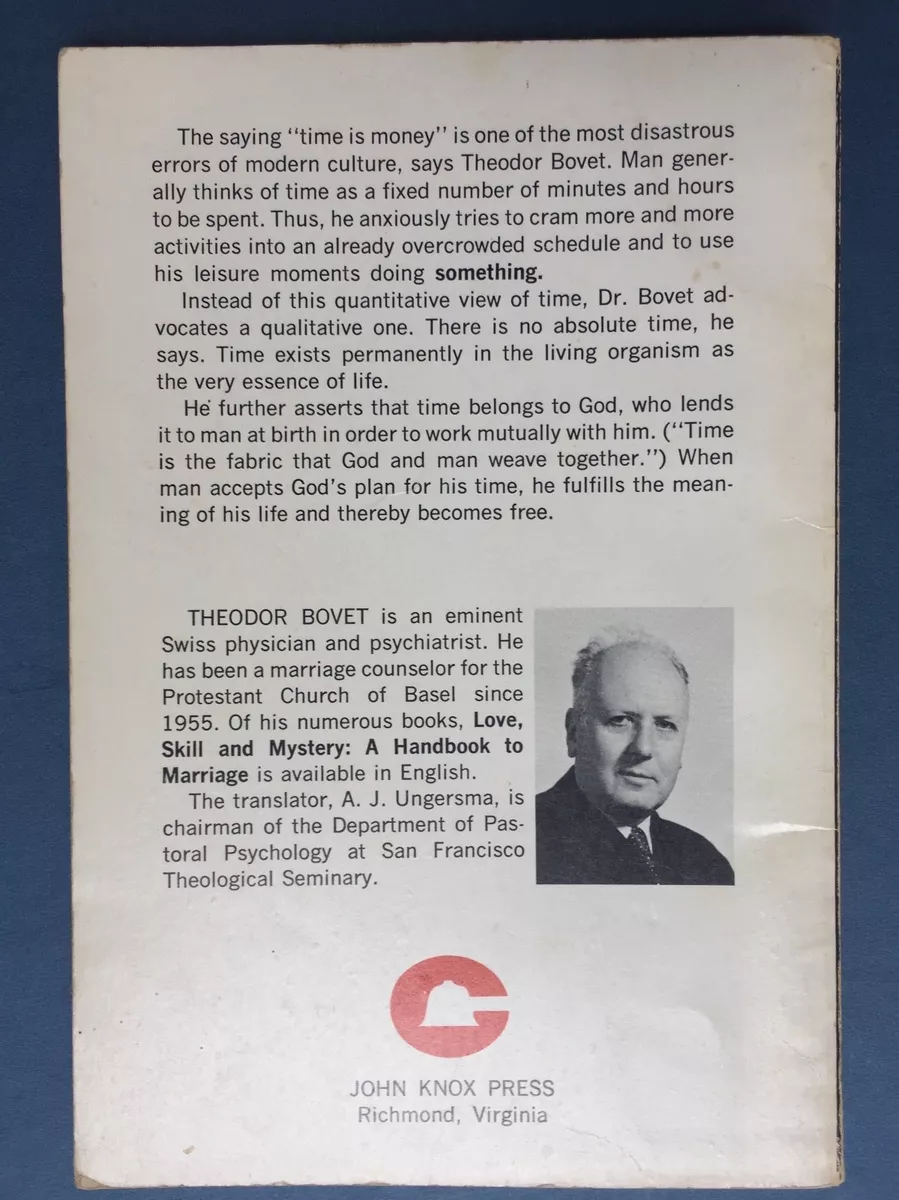 The saying "time is money" is one of the most disastrous
errors of modern culture, says Theodor Bovet. Man gener-
ally thinks of time as a fixed number of minutes and hours
to be spent. Thus, he anxiously tries to cram more and more
activities into an already overcrowded schedule and to use
his leisure moments doing something.
Instead of this quantitative view of time, Dr. Bovet ad-
vocates a qualitative one. There is no absolute time, he
says. Time exists permanently in the living organism as
the very essence of life.
He further asserts that time belongs to God, who lends
it to man at birth in order to work mutually with him. ("Time
is the fabric that God and man weave together.") When
man accepts God's plan for his time, he fulfills the mean-
ing of his life and thereby becomes free.
THEODOR BOVET is an eminent
Swiss physician and psychiatrist. He
has been a marriage counselor for the
Protestant Church of Basel since
1955. Of his numerous books, Love,
Skill and Mystery: A Handbook to
Marriage is available in English.
The translator, A. J. Ungersma, is
chairman of the Department of Pas-
toral Psychology at San Francisco
Theological Seminary.
JOHN KNOX PRESS
Richmond, Virginia